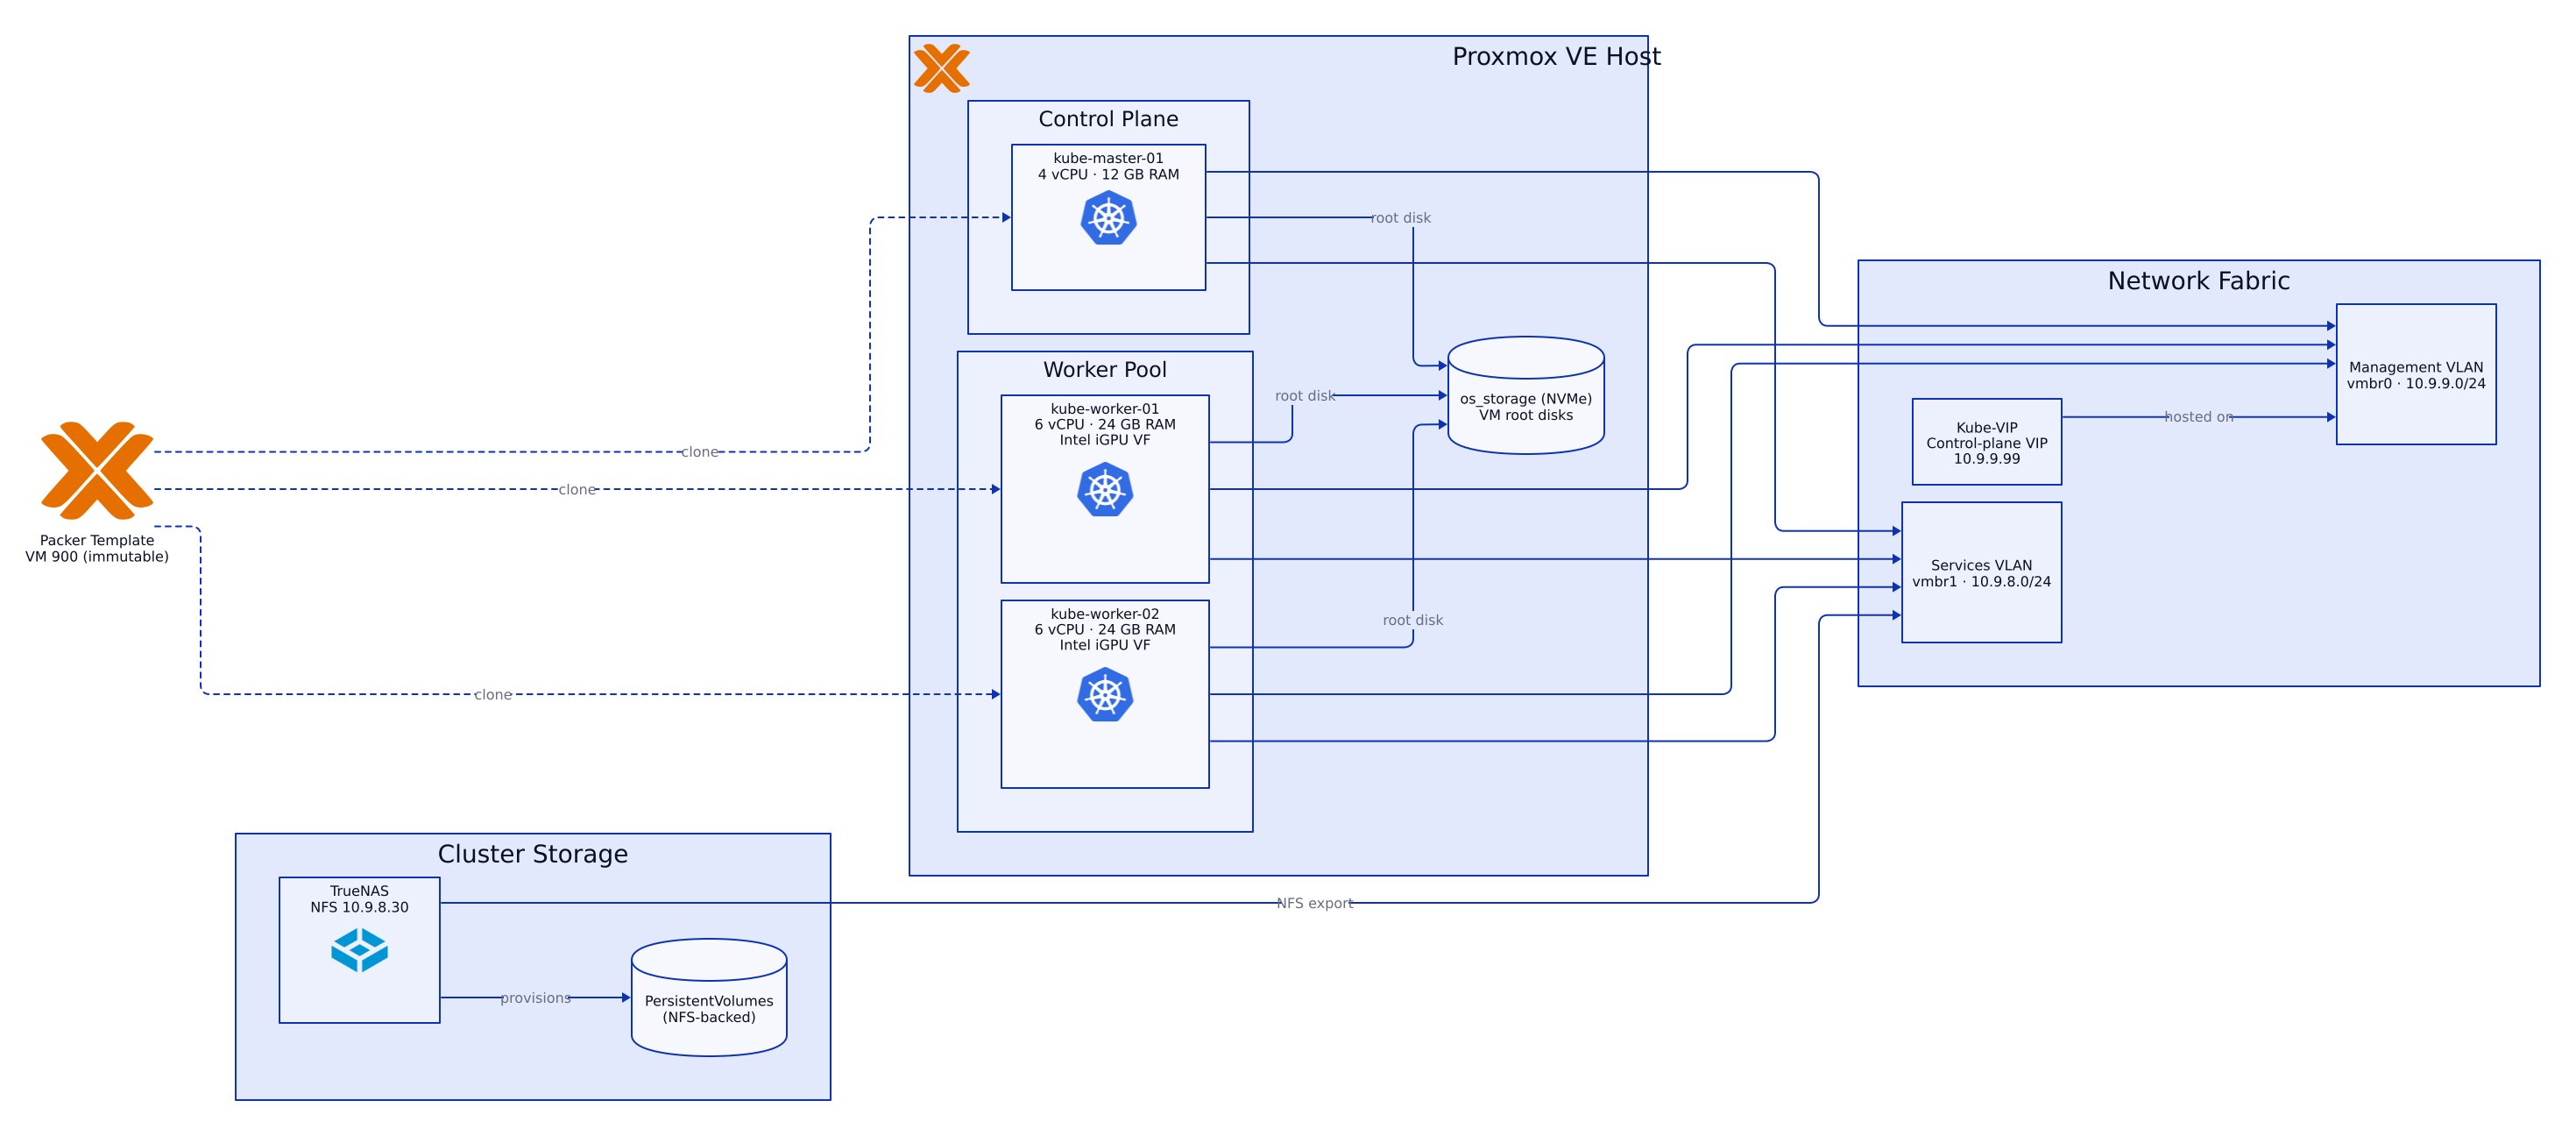 Proxmox VE Host
Control Plane
kube-master-01
4 vCPU · 12 GB RAM
root disk
Worker Pool
kube-worker-01
6 vCPU · 24 GB RAM
Intel iGPU VF
root disk
os_storage (NVMe)
VM root disks
kube-worker-02
6 vCPU · 24 GB RAM
Intel iGPU VF
root disk
clone
clone
clone
Packer Template
VM 900 (immutable)
Network Fabric
Management VLAN
vmbr0 · 10.9.9.0/24
hosted on
Kube-VIP
Control-plane VIP
10.9.9.99
Services VLAN
vmbr1 · 10.9.8.0/24
Cluster Storage
TrueNAS
NFS 10.9.8.30
NFS export
provisions
PersistentVolumes
(NFS-backed)